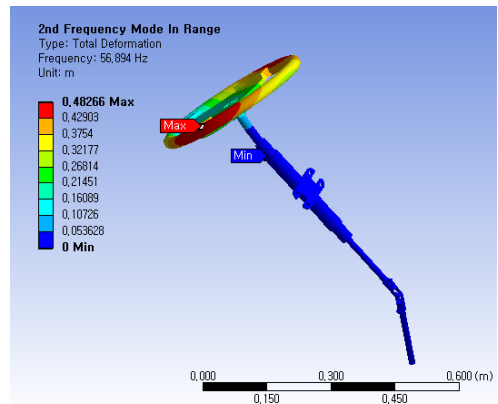 2nd Frequency Mode In Range
Type: Total Deformation
Frequency: 56,894 Hz
Unit: m
0,48266 Max
0,42903
0,3754
0,32177
0,26814
0,21451
0,16089
0,10726
0,053628
0 Min
Max
Min
0,000 0,300 0,600 (m)
0,150 0,450